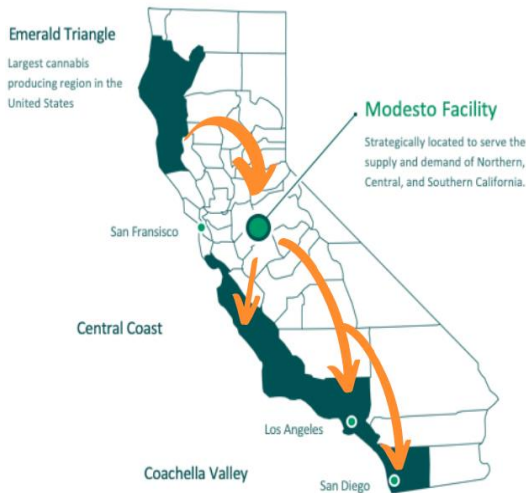 Emerald Triangle
Largest cannabis
producing region in the
United States
Modesto Facility
Strategically located to serve the
supply and demand of Northern,
Central, and Southern California.
San Fransisco
Central Coast
Los Angeles
Coachella Valley
San Diego